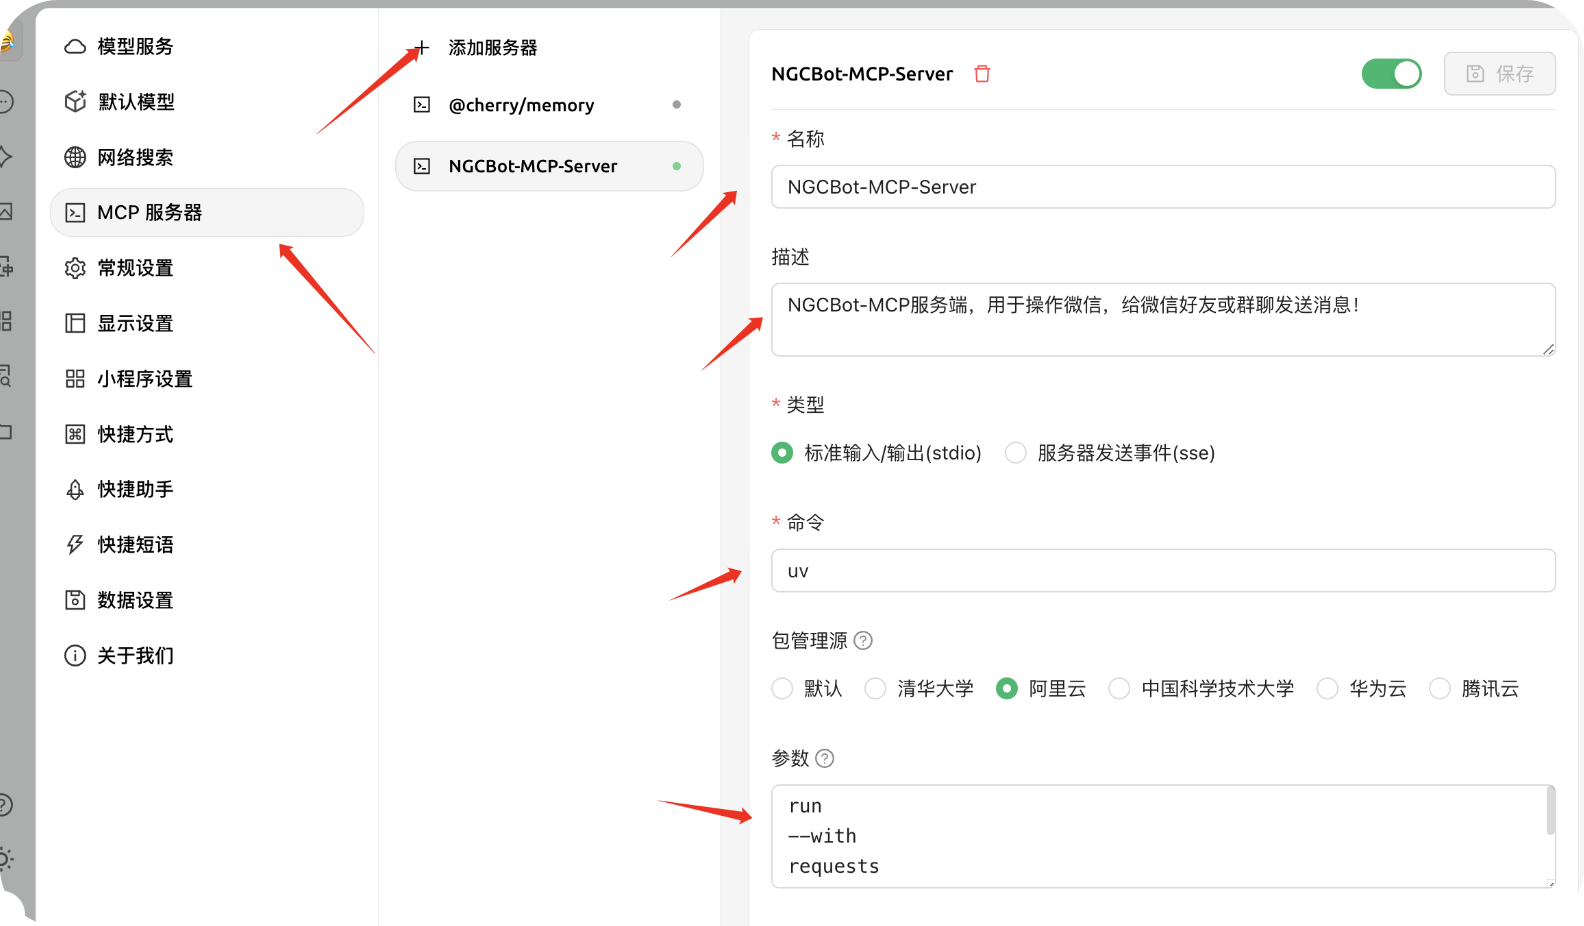 模型服务
默认模型
网络搜索
MCP 服务器
常规设置
显示设置
小程序设置
快捷方式
快捷助手
快捷短语
数据设置
关于我们
添加服务器
@cherry/memory
NGCBot-MCP-Server
NGCBot-MCP-Server
保存
* 名称
NGCBot-MCP-Server
描述
NGCBot-MCP服务端，用于操作微信，给微信好友或群聊发送消息！
* 类型
标准输入/输出(stdio) 服务器发送事件(sse)
* 命令
uv
包管理源
默认 清华大学 阿里云 中国科学技术大学 华为云 腾讯云
参数
run
--with
requests